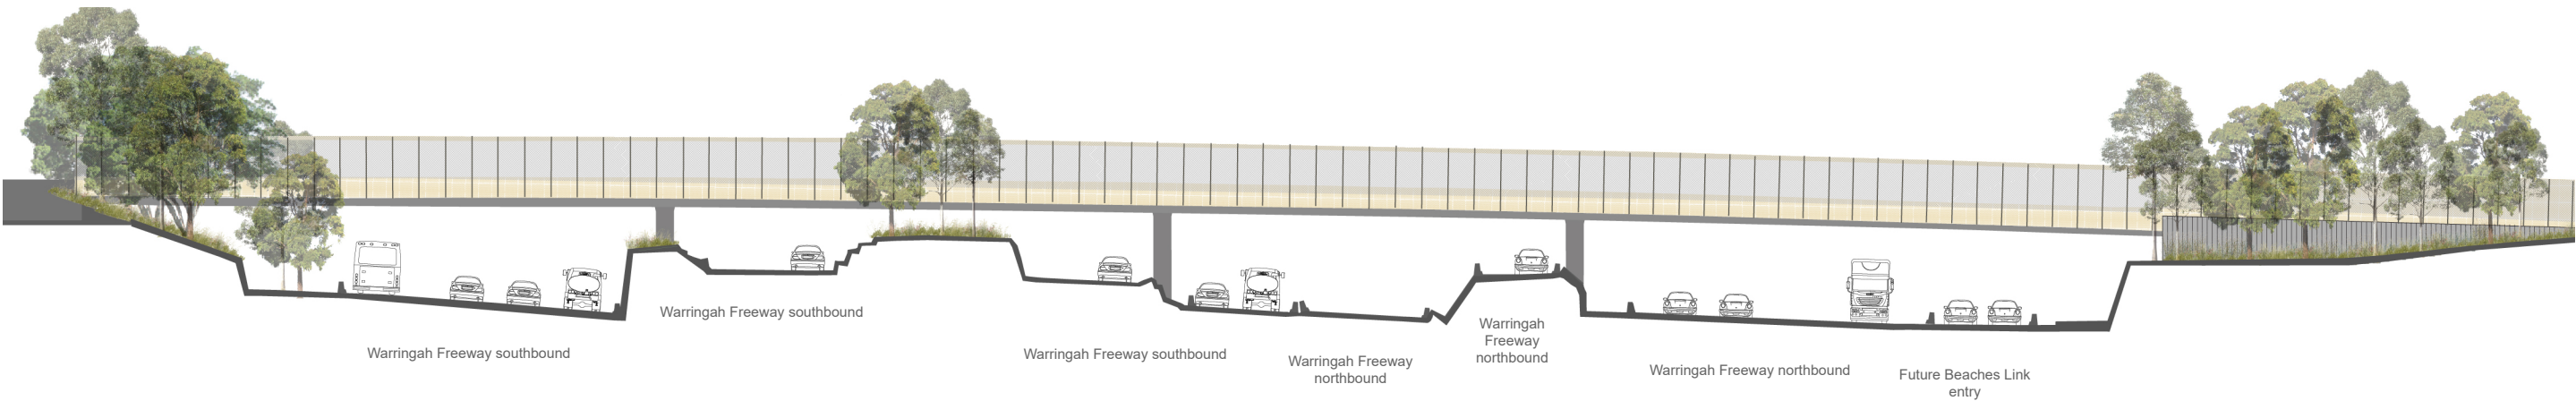 Warringah Freeway southbound
Warringah Freeway southbound
Warringah Freeway southbound
Warringah Freeway
northbound
Warringah
Freeway
northbound
Warringah Freeway northbound
Future Beaches Link
entry